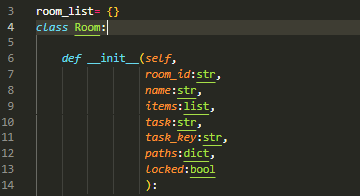 3 room_list= {}
4 class Room:
5
6 def __init__(self,
7 room_id:str,
8 name:str,
9 items:list,
10 task:str,
11 task_key:str,
12 paths:dict,
13 locked:bool
14 ):